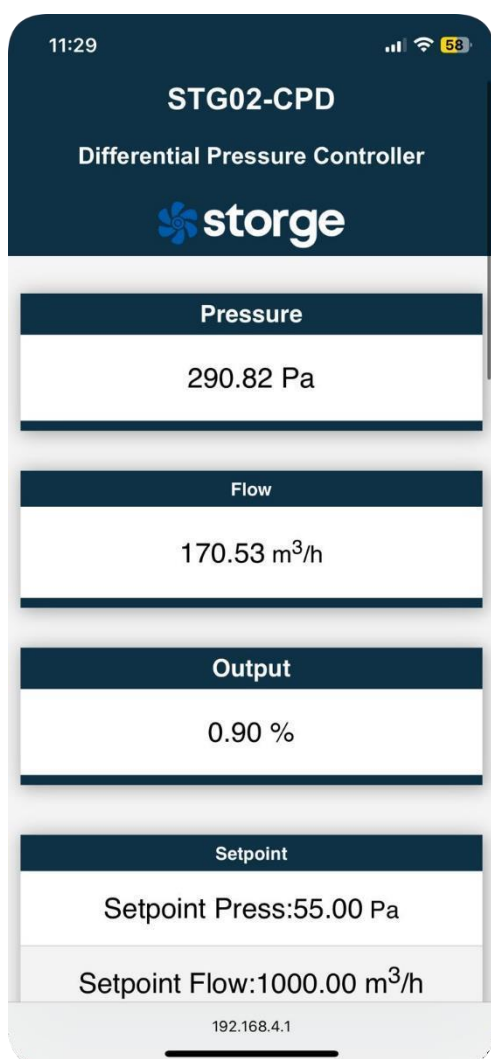 11:29
58
STG02-CPD
Differential Pressure Controller
storge
Pressure
290.82 Pa
Flow
170.53 m³/h
Output
0.90 %
Setpoint
Setpoint Press:55.00 Pa
Setpoint Flow:1000.00 m³/h
192.168.4.1